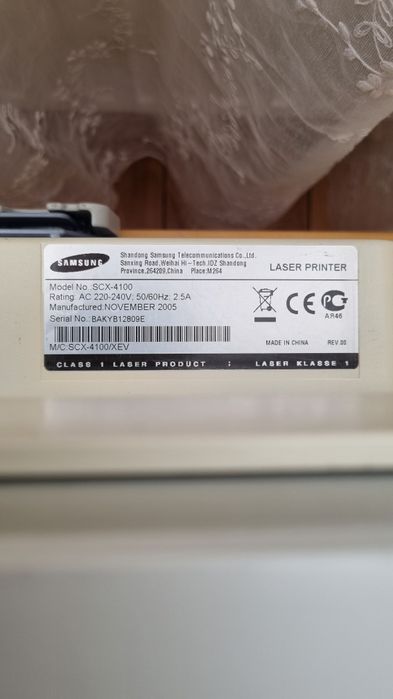 SAMSUNG
Shandong Samsung Telecommunications Co.,Ltd.
Sanxing Road,Weihai Hi-Tech.IDZ Shandong
Province,264209,China Place:M264
LASER PRINTER
Model No.:SCX-4100
Rating: AC 220-240V; 50/60Hz; 2.5A
Manufactured:NOVEMBER 2005
Serial No.: BAKYB12809E
CE
АЯ46
M/C:SCX-4100/XEV
MADE IN CHINA REV.00
CLASS 1 LASER PRODUCT : LASER KLASSE 1